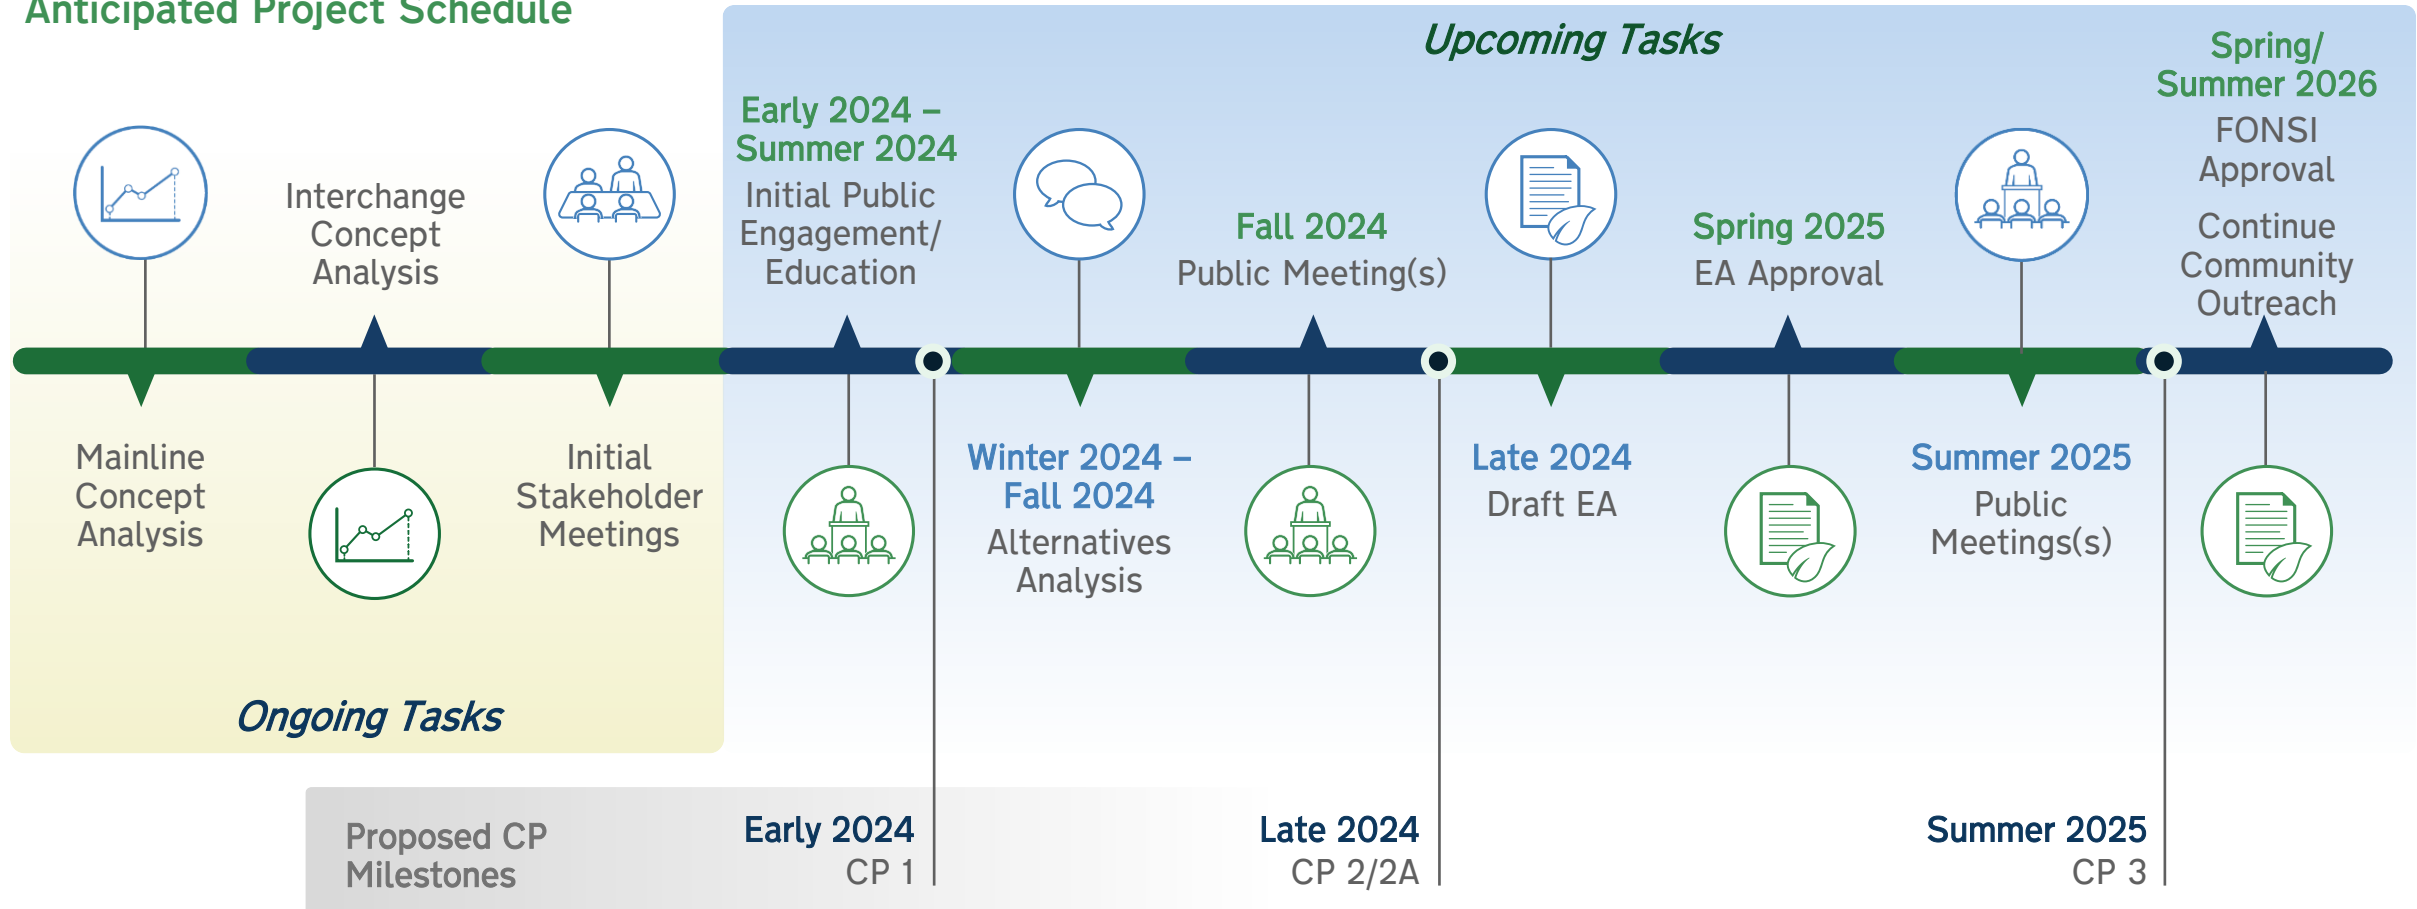 Anticipated Project Schedule
Upcoming Tasks
Interchange
Concept
Analysis
Early 2024 –
Summer 2024
Initial Public
Engagement/
Education
Fall 2024
Public Meeting(s)
Spring 2025
EA Approval
Spring/
Summer 2026
FONSI
Approval
Continue
Community
Outreach
Mainline
Concept
Analysis
Initial
Stakeholder
Meetings
Winter 2024 –
Fall 2024
Alternatives
Analysis
Late 2024
Draft EA
Summer 2025
Public
Meetings(s)
Ongoing Tasks
Proposed CP
Milestones
Early 2024
CP 1
Late 2024
CP 2/2A
Summer 2025
CP 3